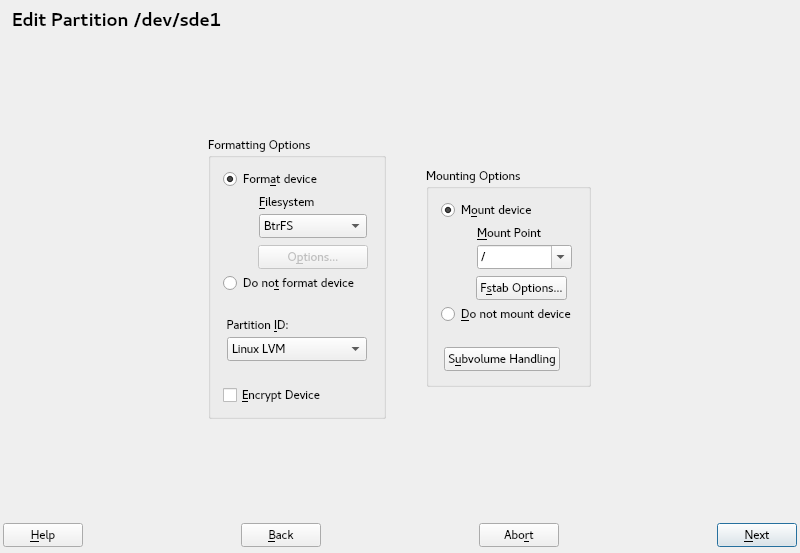 Edit Partition /dev/sde1
Formatting Options
Format device
Filesystem
BtrFS
Options...
Do not format device
Partition ID:
Linux LVM
Encrypt Device
Mounting Options
Mount device
Mount Point
/
Fstab Options...
Do not mount device
Subvolume Handling
Help
Back
Abort
Next